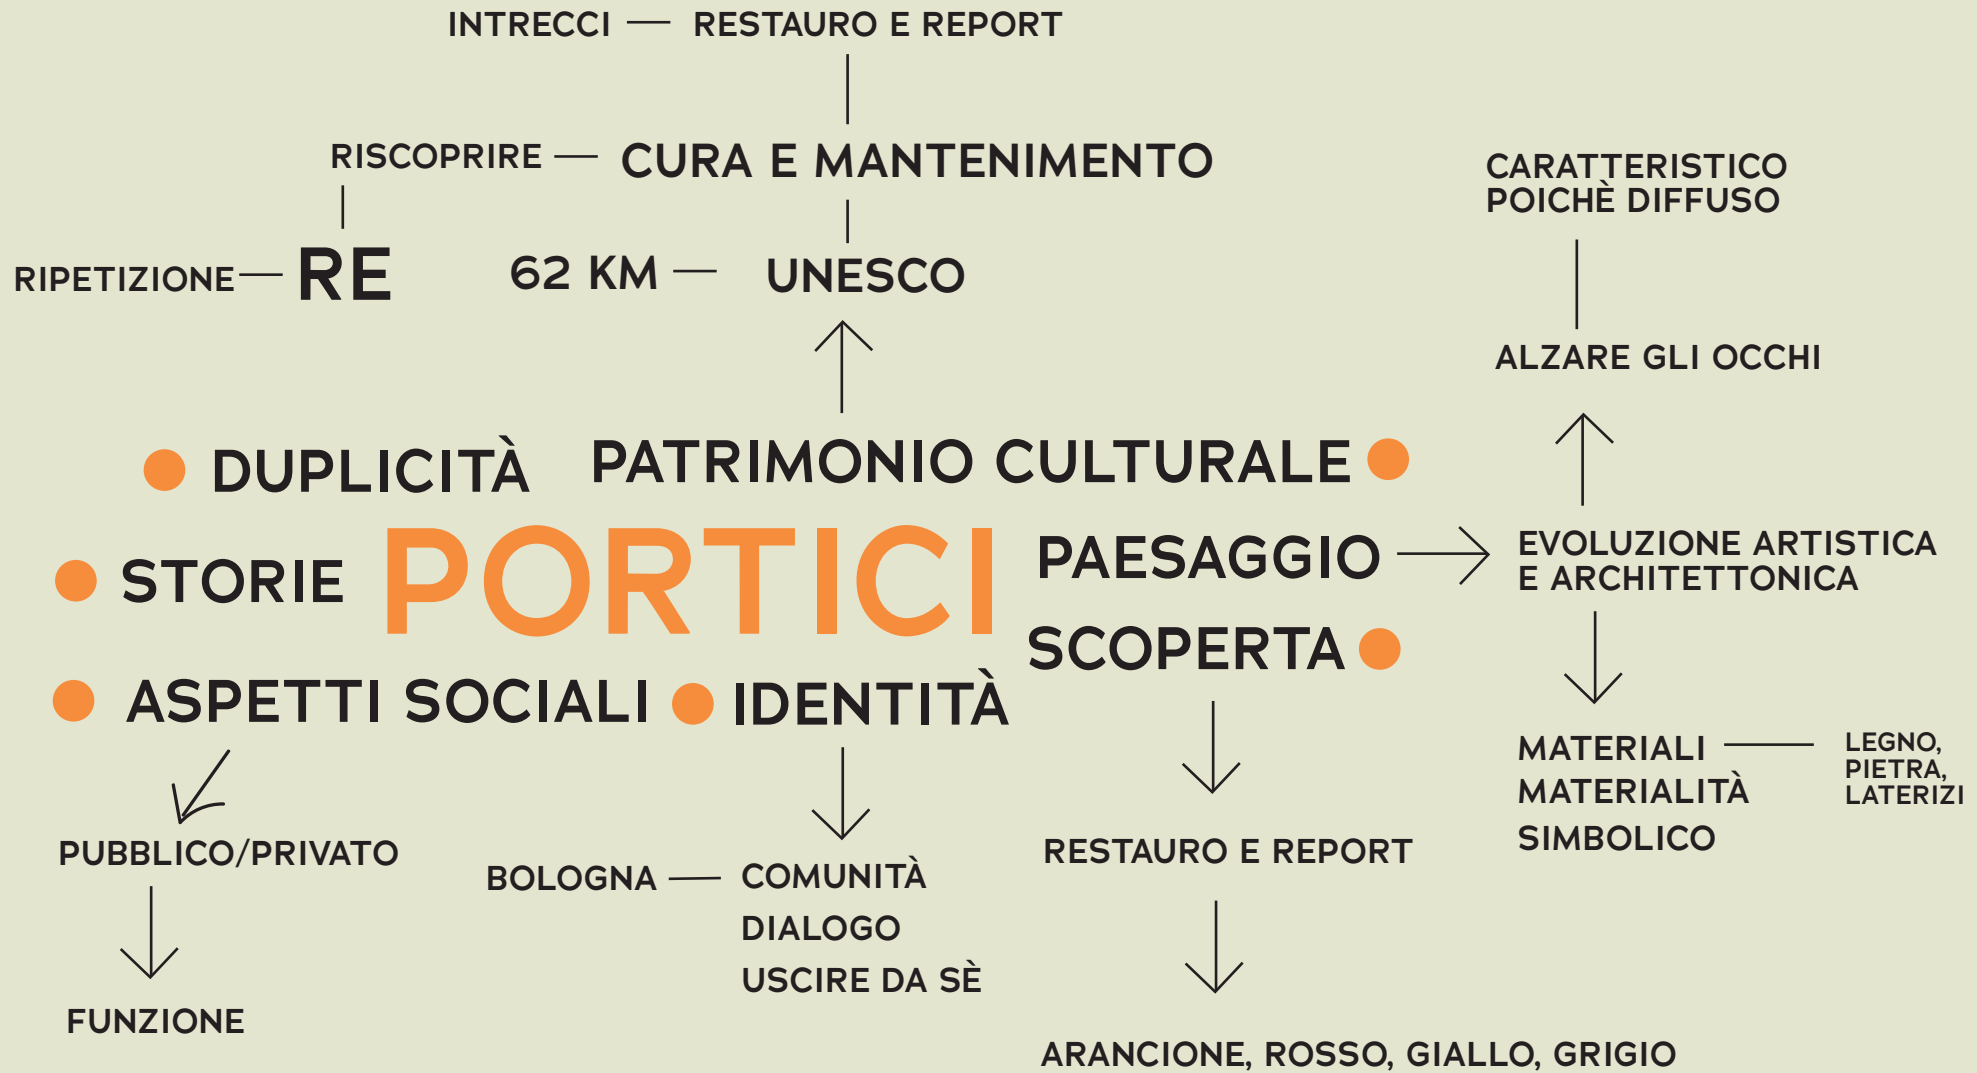 INTRECCI — RESTAURO E REPORT
RISCOPRIRE — CURA E MANTENIMENTO
CARATTERISTICO
POICHÈ DIFFUSO
RIPETIZIONE — RE
62 KM — UNESCO
ALZARE GLI OCCHI
DUPLICITÀ
PATRIMONIO CULTURALE
STORIE
PORTICI
PAESAGGIO
EVOLUZIONE ARTISTICA
E ARCHITETTONICA
SCOPERTA
ASPETTI SOCIALI
IDENTITÀ
MATERIALI
MATERIALITÀ
SIMBOLICO
LEGNO,
PIETRA,
LATERIZI
PUBBLICO/PRIVATO
FUNZIONE
BOLOGNA — COMUNITÀ
DIALOGO
USCIRE DA SÈ
RESTAURO E REPORT
ARANCIONE, ROSSO, GIALLO, GRIGIO